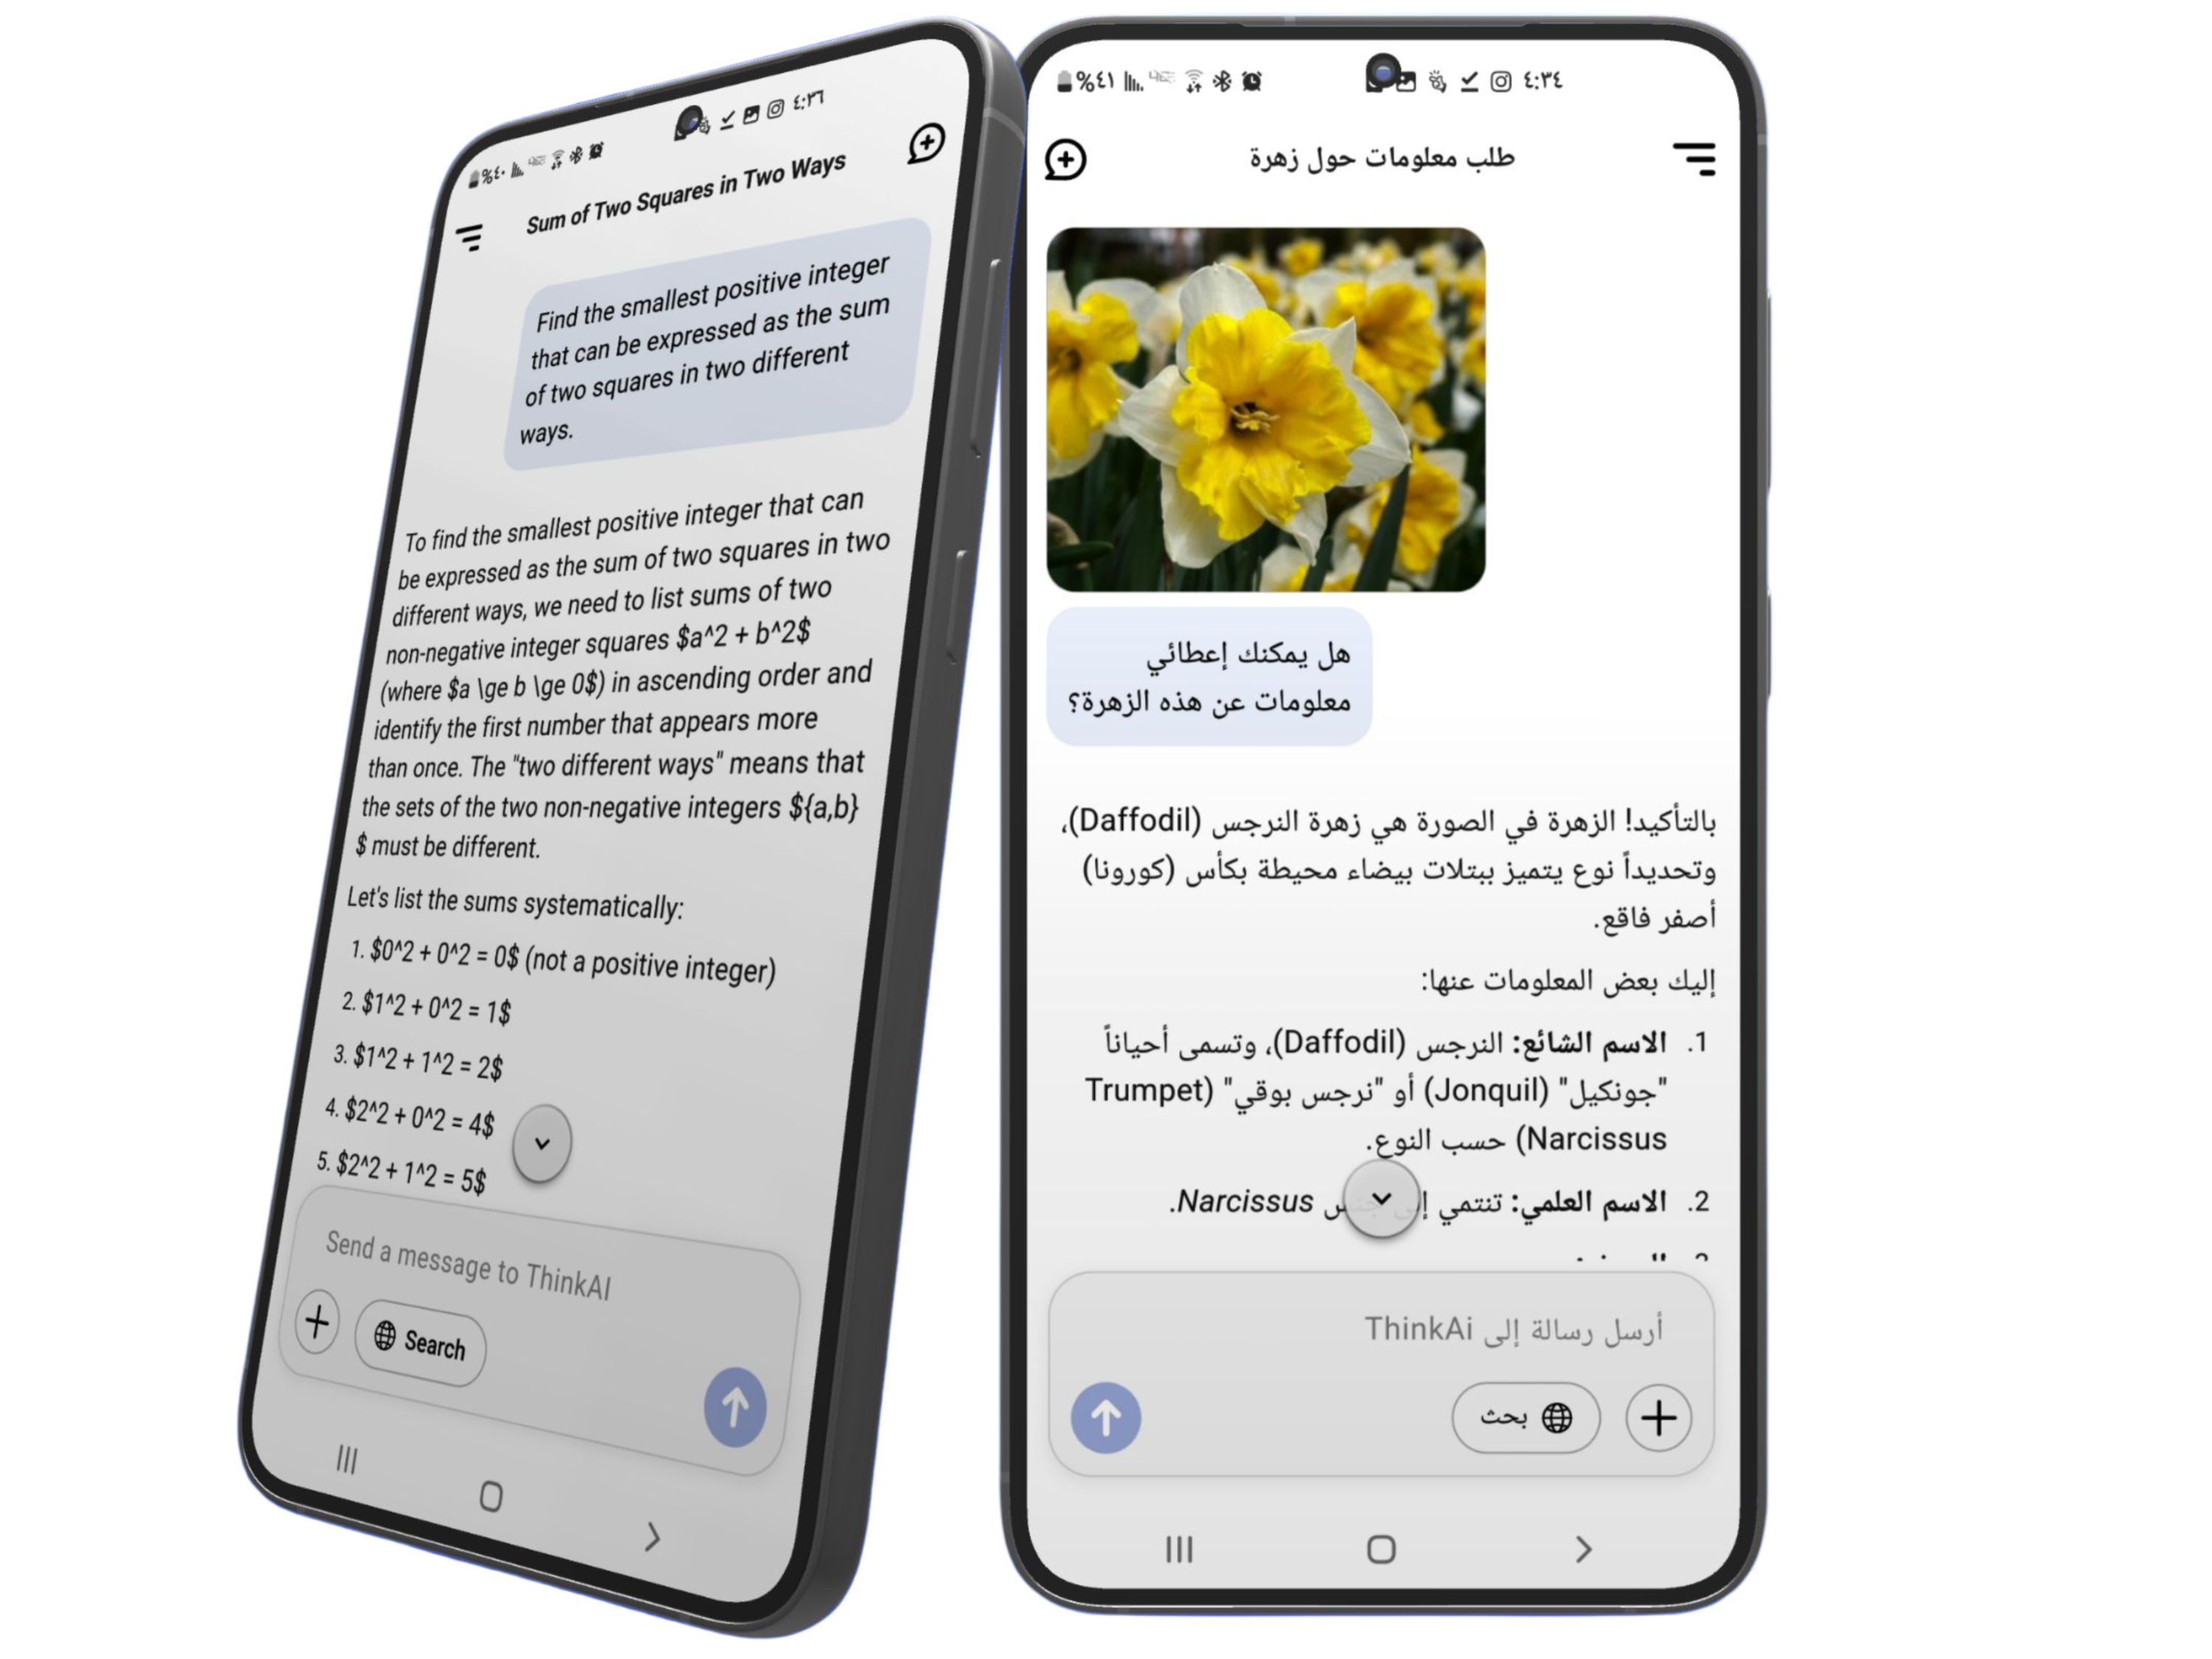 ٤:٣٦
%٤٠
Sum of Two Squares in Two Ways
Find the smallest positive integer
that can be expressed as the sum
of two squares in two different
ways.
To find the smallest positive integer that can
be expressed as the sum of two squares in two
different ways, we need to list sums of two
non-negative integer squares $a^2 + b^2$
(where $a \ge b \ge 0$) in ascending order and
identify the first number that appears more
than once. The "two different ways" means that
the sets of the two non-negative integers ${a,b}
$ must be different.
Let's list the sums systematically:
1. $0^2 + 0^2 = 0$ (not a positive integer)
2. $1^2 + 0^2 = 1$
3. $1^2 + 1^2 = 2$
4. $2^2 + 0^2 = 4$
5. $2^2 + 1^2 = 5$
Send a message to ThinkAI
Search
٤:٣٤
%٤١
طلب معلومات حول زهرة
هل يمكنك إعطائي
معلومات عن هذه الزهرة؟
بالتأكيد! الزهرة في الصورة هي زهرة النرجس (Daffodil)،
وتحديداً نوع يتميز ببتلات بيضاء محيطة بكأس (كورونا)
أصفر فاقع.
إليك بعض المعلومات عنها:
1. الاسم الشائع: النرجس (Daffodil)، وتسمى أحياناً
"جونكيل" (Jonquil) أو "نرجس بوقي" (Trumpet
Narcissus) حسب النوع.
2. الاسم العلمي: تنتمي إلى جنس Narcissus.
أرسل رسالة إلى ThinkAi
بحث